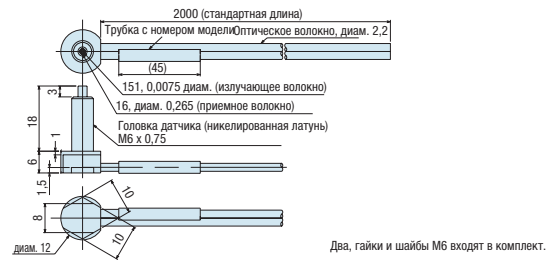 2000 (стандартная длина)
Трубка с номером модели
Оптическое волокно, диам. 2,2
(45)
151, 0,0075 диам. (излучающее волокно)
16, диам. 0,265 (приемное волокно)
3
18
Головка датчика (никелированная латунь)
М6 х 0,75
1
6
1,5
10
8
10
диам. 12
Два, гайки и шайбы М6 входят в комплект.